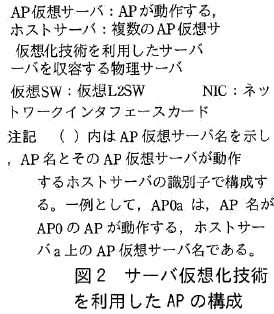 AP仮想サーバ:APが動作する,
ホストサーバ:複数のAP仮想サ
仮想化技術を利用したサーバ
ーバを収容する物理サーバ
仮想SW:仮想L2SW NIC:ネッ
トワークインタフェースカード
注記 ( )内はAP仮想サーバ名を示し
,AP名とそのAP仮想サーバが動作
するホストサーバの識別子で構成す
る。一例として,AP0aは,AP名が
AP0のAPが動作する,ホストサー
バa上のAP仮想サーバ名である。
図2 サーバ仮想化技術
を利用したAPの構成